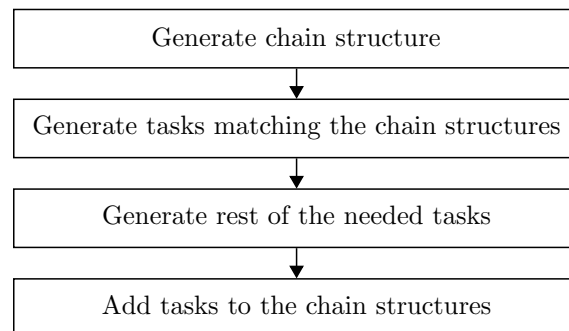 Generate chain structure
Generate tasks matching the chain structures
Generate rest of the needed tasks
Add tasks to the chain structures